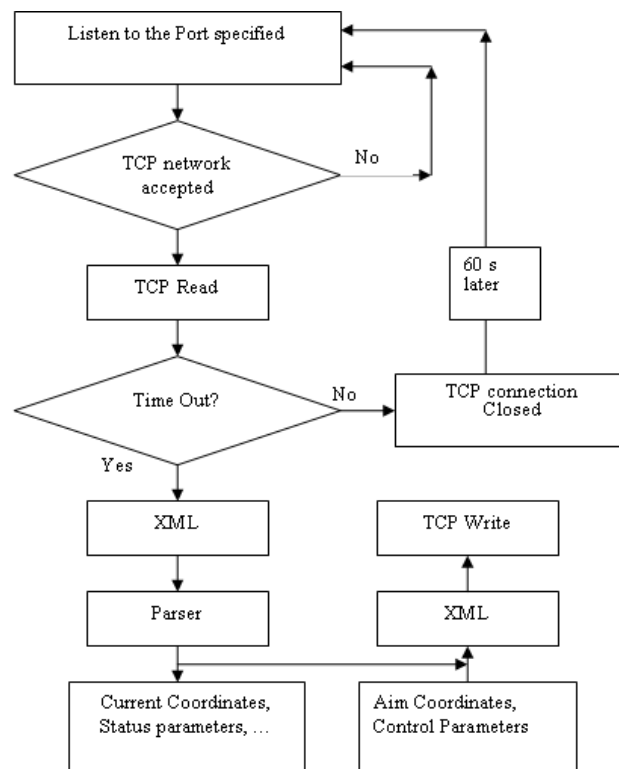 Listen to the Port specified
TCP network
accepted
No
TCP Read
60 s
later
Time Out?
No
TCP connection
Closed
Yes
XML
TCP Write
Parser
XML
Current Coordinates,
Status parameters, ...
Aim Coordinates,
Control Parameters